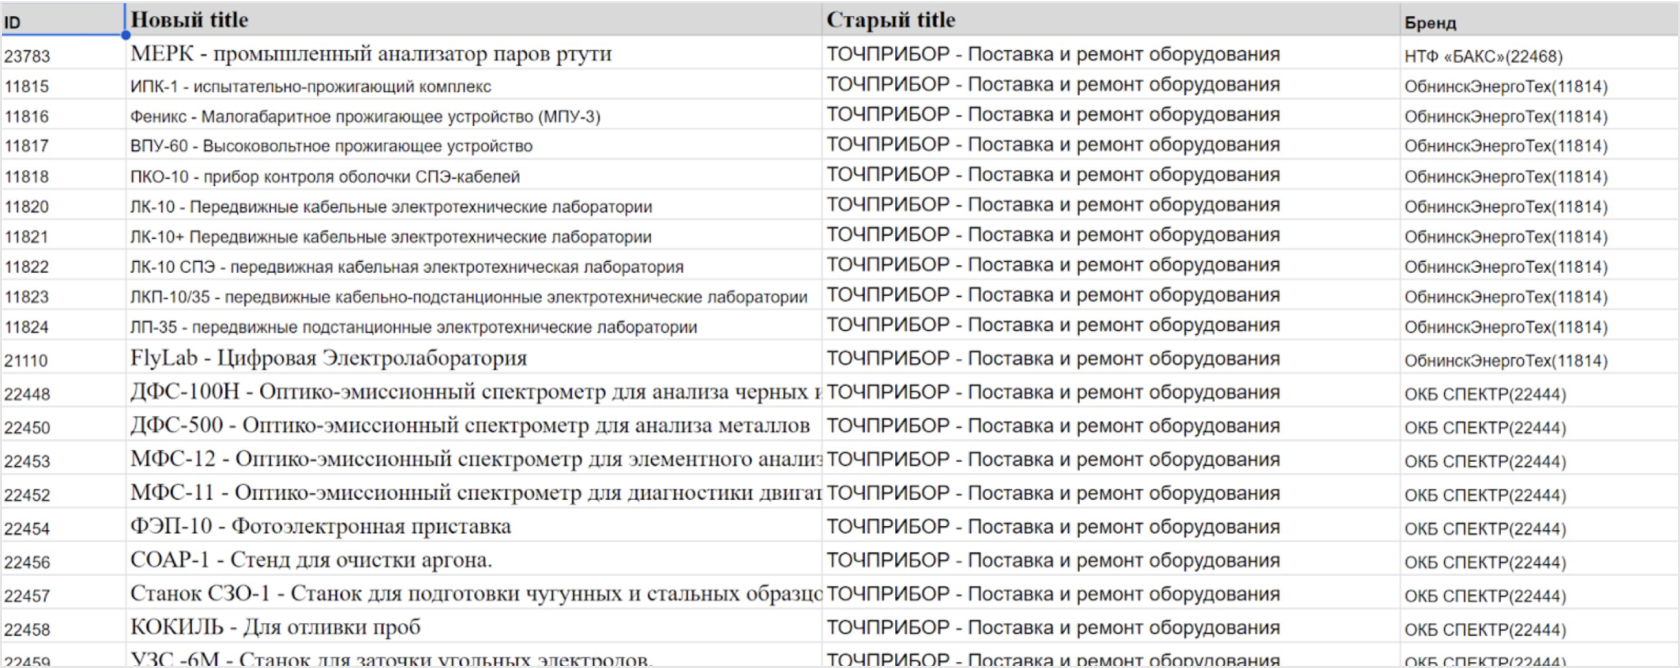 ID Новый title Старый title Бренд
23783 МЕРК - промышленный анализатор паров ртути ТОЧПРИБОР - Поставка и ремонт оборудования НТФ «БАКС»(22468)
11815 ИПК-1 - испытательно-прожигающий комплекс ТОЧПРИБОР - Поставка и ремонт оборудования ОбнинскЭнергоТех(11814)
11816 Феникс - Малогабаритное прожигающее устройство (МПУ-3) ТОЧПРИБОР - Поставка и ремонт оборудования ОбнинскЭнергоТех(11814)
11817 ВПУ-60 - Высоковольтное прожигающее устройство ТОЧПРИБОР - Поставка и ремонт оборудования ОбнинскЭнергоТех(11814)
11818 ПКО-10 - прибор контроля оболочки СПЭ-кабелей ТОЧПРИБОР - Поставка и ремонт оборудования ОбнинскЭнергоТех(11814)
11820 ЛК-10 - Передвижные кабельные электротехнические лаборатории ТОЧПРИБОР - Поставка и ремонт оборудования ОбнинскЭнергоТех(11814)
11821 ЛК-10+ Передвижные кабельные электротехнические лаборатории ТОЧПРИБОР - Поставка и ремонт оборудования ОбнинскЭнергоТех(11814)
11822 ЛК-10 СПЭ - передвижная кабельная электротехническая лаборатория ТОЧПРИБОР - Поставка и ремонт оборудования ОбнинскЭнергоТех(11814)
11823 ЛКП-10/35 - передвижные кабельно-подстанционные электротехнические лаборатории ТОЧПРИБОР - Поставка и ремонт оборудования ОбнинскЭнергоТех(11814)
11824 ЛП-35 - передвижные подстанционные электротехнические лаборатории ТОЧПРИБОР - Поставка и ремонт оборудования ОбнинскЭнергоТех(11814)
21110 FlyLab - Цифровая Электролаборатория ТОЧПРИБОР - Поставка и ремонт оборудования ОбнинскЭнергоТех(11814)
22448 ДФС-100Н - Оптико-эмиссионный спектрометр для анализа черных и ТОЧПРИБОР - Поставка и ремонт оборудования ОКБ СПЕКТР(22444)
22450 ДФС-500 - Оптико-эмиссионный спектрометр для анализа металлов ТОЧПРИБОР - Поставка и ремонт оборудования ОКБ СПЕКТР(22444)
22453 МФС-12 - Оптико-эмиссионный спектрометр для элементного анализ ТОЧПРИБОР - Поставка и ремонт оборудования ОКБ СПЕКТР(22444)
22452 МФС-11 - Оптико-эмиссионный спектрометр для диагностики двигат ТОЧПРИБОР - Поставка и ремонт оборудования ОКБ СПЕКТР(22444)
22454 ФЭП-10 - Фотоэлектронная приставка ТОЧПРИБОР - Поставка и ремонт оборудования ОКБ СПЕКТР(22444)
22456 СОАР-1 - Стенд для очистки аргона. ТОЧПРИБОР - Поставка и ремонт оборудования ОКБ СПЕКТР(22444)
22457 Станок СЗО-1 - Станок для подготовки чугунных и стальных образцо ТОЧПРИБОР - Поставка и ремонт оборудования ОКБ СПЕКТР(22444)
22458 КОКИЛЬ - Для отливки проб ТОЧПРИБОР - Поставка и ремонт оборудования ОКБ СПЕКТР(22444)
22459 УЗС -6М - Станок для заточки угольных электродов. ТОЧПРИБОР - Поставка и ремонт оборудования ОКБ СПЕКТР(22444)